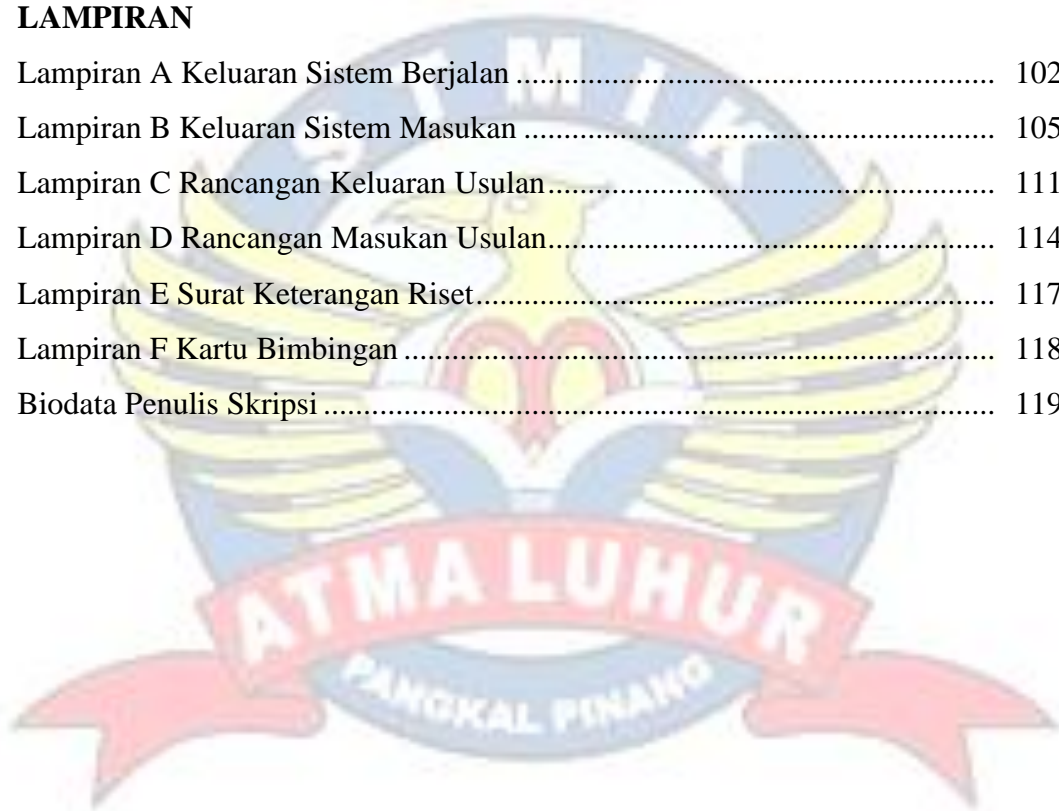 LAMPIRAN
Lampiran A Keluaran Sistem Berjalan ........................................................... 102
Lampiran B Keluaran Sistem Masukan .......................................................... 105
Lampiran C Rancangan Keluaran Usulan....................................................... 111
Lampiran D Rancangan Masukan Usulan....................................................... 114
Lampiran E Surat Keterangan Riset................................................................ 117
Lampiran F Kartu Bimbingan ......................................................................... 118
Biodata Penulis Skripsi ................................................................................... 119
STMIK
ATMA LUHUR
PANGKAL PINANG